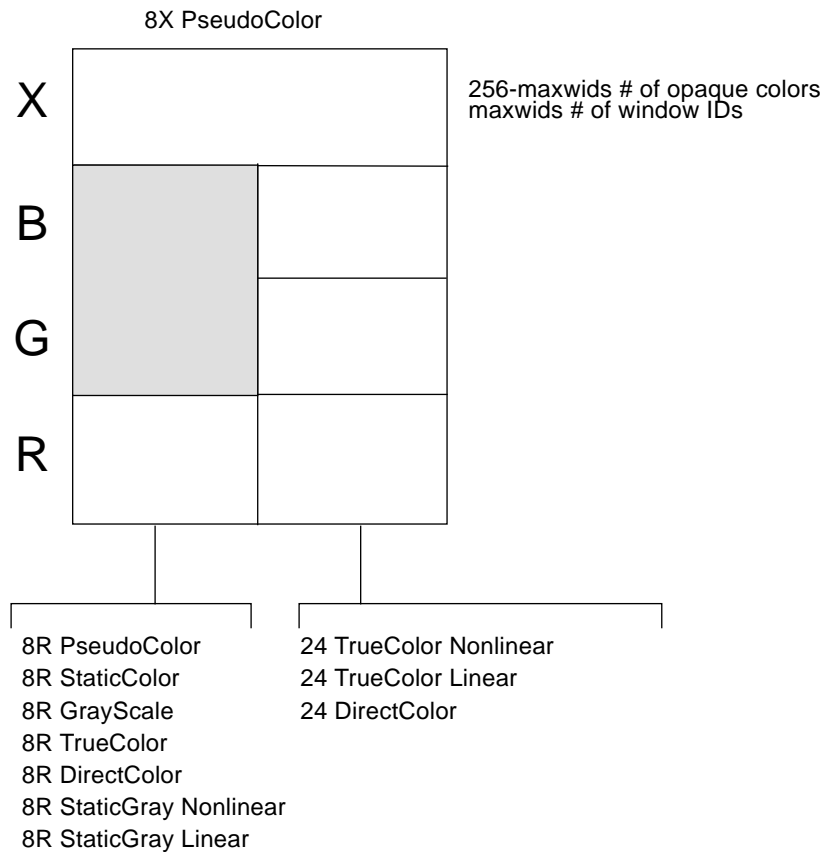 8X PseudoColor
X
256-maxwids # of opaque colors
maxwids # of window IDs
B
G
R
8R PseudoColor
8R StaticColor
8R GrayScale
8R TrueColor
8R DirectColor
8R StaticGray Nonlinear
8R StaticGray Linear
24 TrueColor Nonlinear
24 TrueColor Linear
24 DirectColor